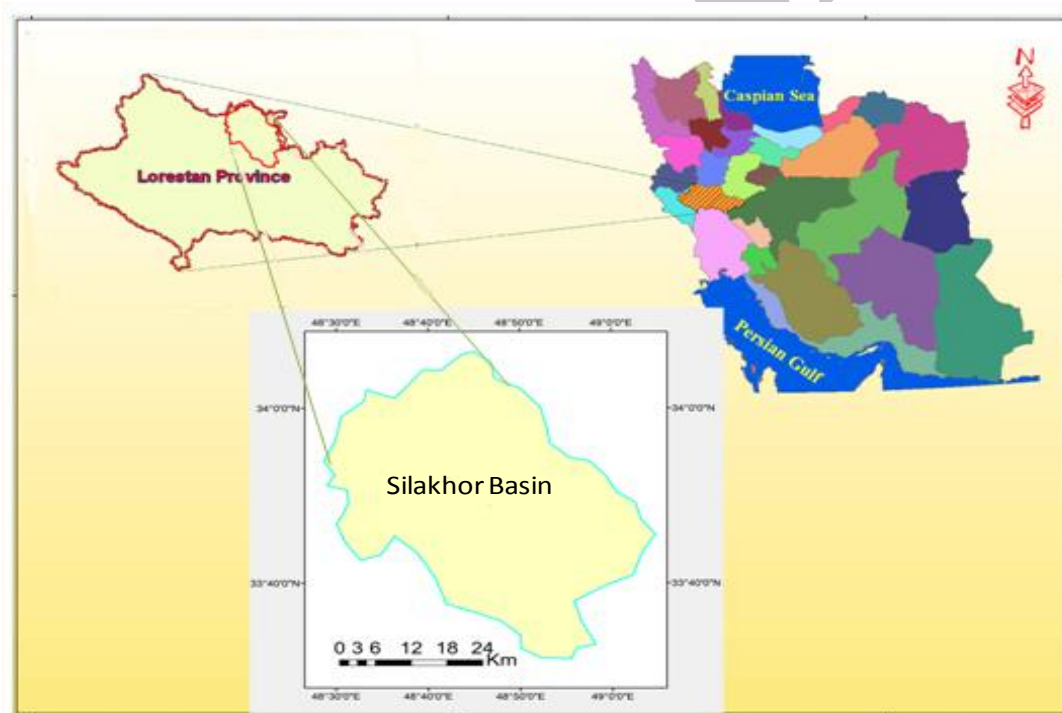 N
Caspian Sea
Lorestan Province
Persian Gulf
48°30'0"E 48°40'0"E 48°50'0"E 49°0'0"E
34°0'0"N 34°0'0"N
Silakhor Basin
33°40'0"N 33°40'0"N
0 3 6 12 18 24
Km
48°30'0"E 48°40'0"E 48°50'0"E 49°0'0"E